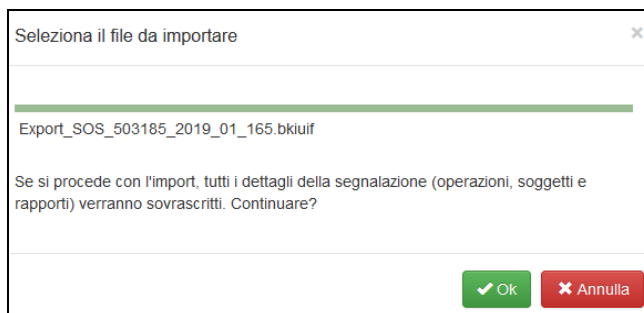 Seleziona il file da importare
Export_SOS_503185_2019_01_165.bkiuif
Se si procede con l'import, tutti i dettagli della segnalazione (operazioni, soggetti e
rapporti) verranno sovrascritti. Continuare?
Ok Annulla